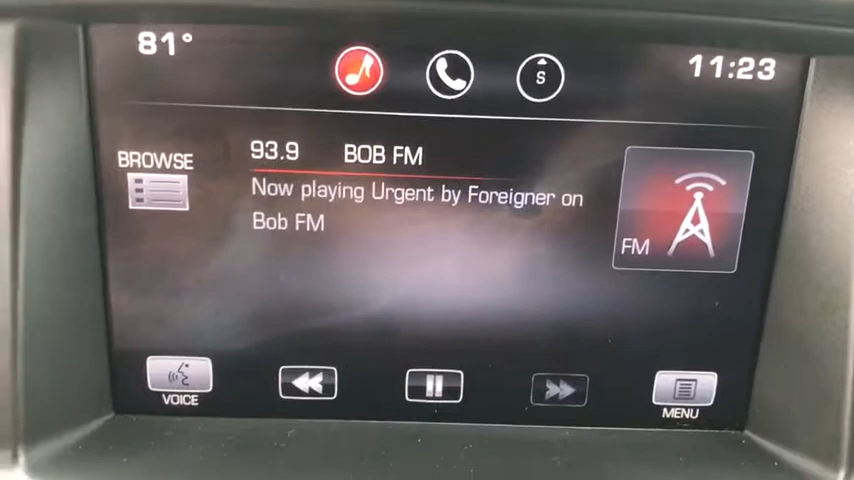 81°
S
11:23
BROWSE
93.9 BOB FM
Now playing Urgent by Foreigner on
Bob FM
FM
VOICE
MENU